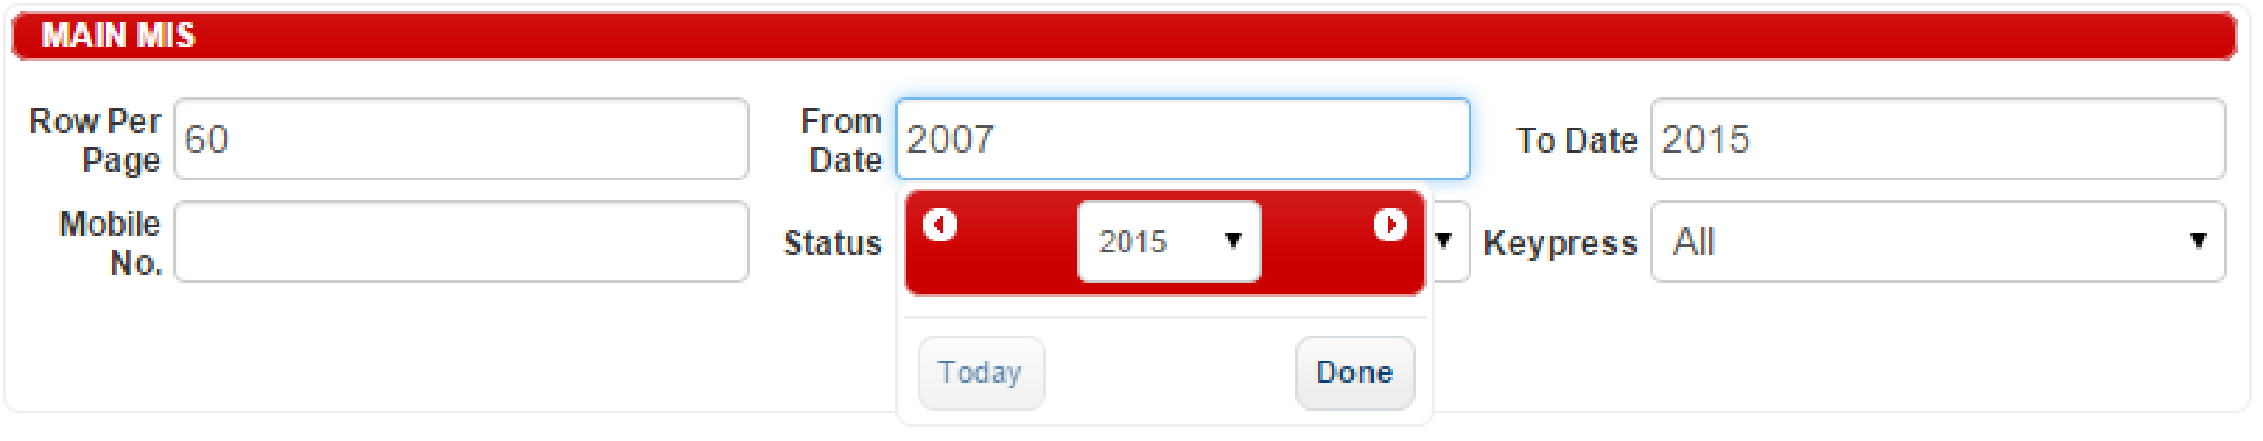 MAIN MIS
Row Per
Page
60
From
Date
2007
To Date
2015
Mobile
No.
Status
2015
Keypress
All
Today
Done